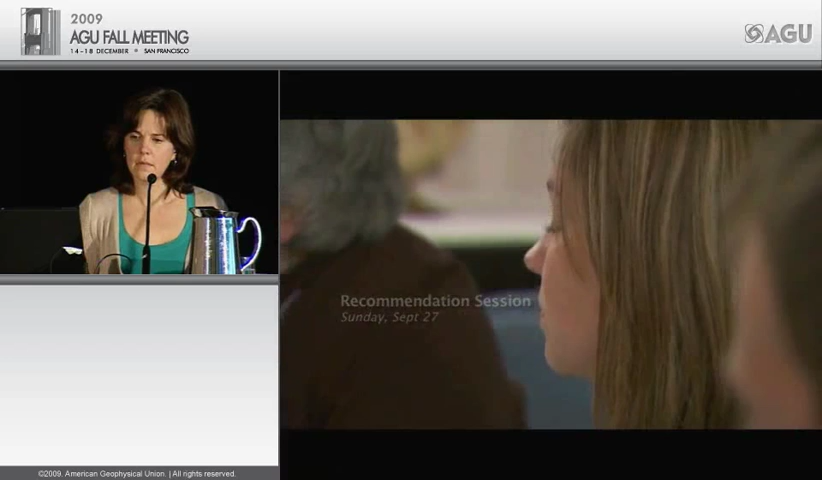 2009
AGU FALL MEETING
14 - 18 DECEMBER • SAN FRANCISCO
AGU
Recommendation Session
Sunday, Sept 27
©2009. American Geophysical Union. | All rights reserved.